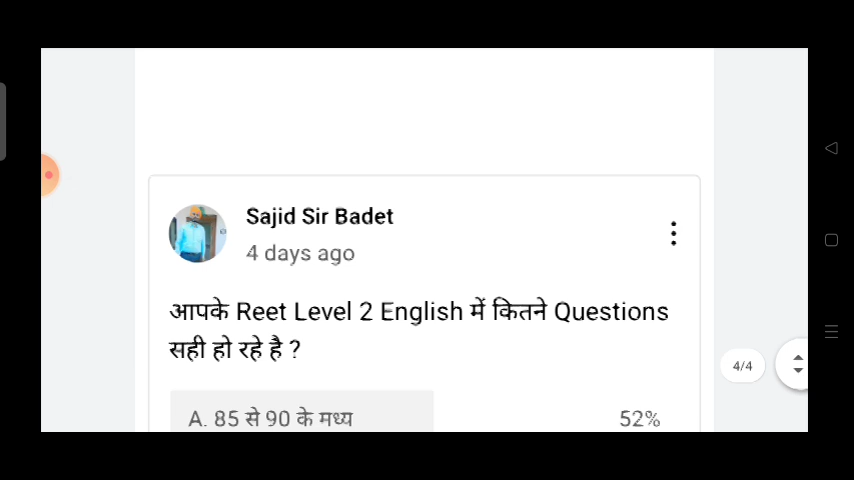 Sajid Sir Badet
4 days ago
आपके Reet Level 2 English में कितने Questions
सही हो रहे है ?
4/4
A. 85 से 90 के मध्य
52%